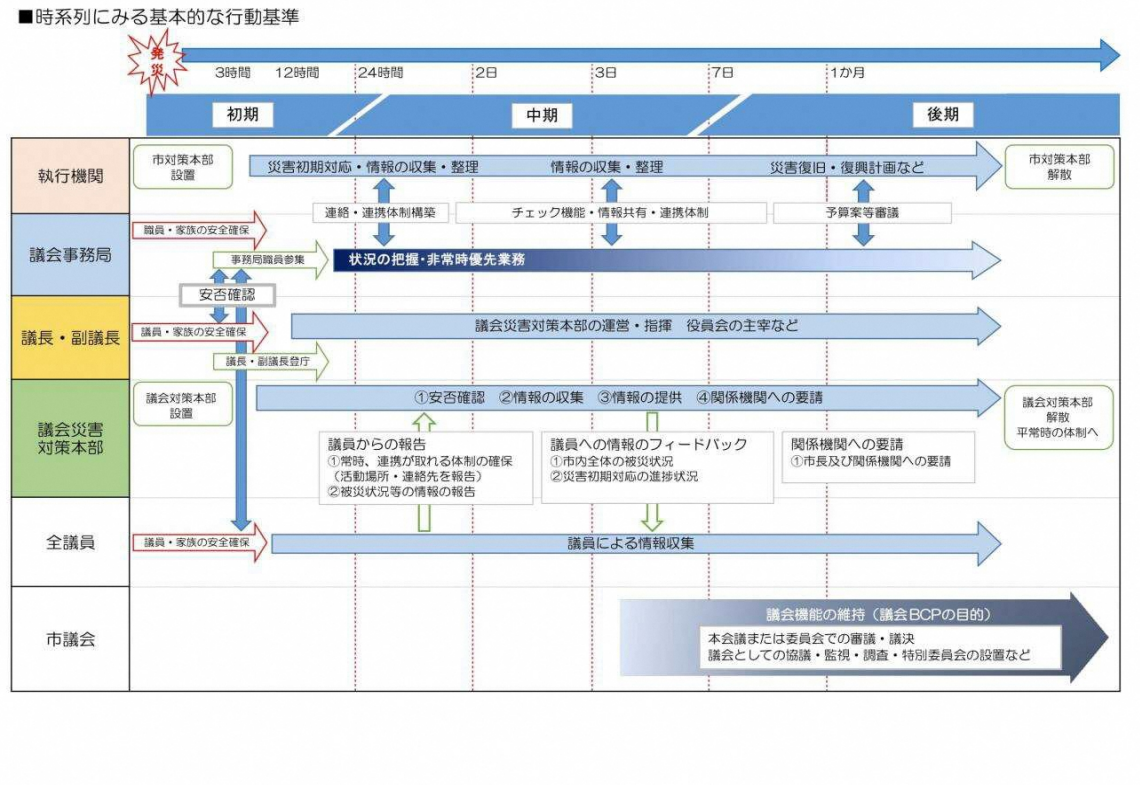 ■時系列にみる基本的な行動基準
発災
3時間
12時間
24時間
2日
3日
7日
1か月
初期
中期
後期
執行機関
市対策本部
設置
災害初期対応・情報の収集・整理
情報の収集・整理
災害復旧・復興計画など
市対策本部
解散
連絡・連携体制構築
チェック機能・情報共有・連携体制
予算案等審議
議会事務局
職員・家族の安全確保
事務局職員参集
状況の把握・非常時優先業務
安否確認
議長・副議長
議員・家族の安全確保
議会災害対策本部の運営・指揮 役員会の主宰など
議長・副議長登庁
議会災害
対策本部
議会対策本部
設置
①安否確認 ②情報の収集 ③情報の提供 ④関係機関への要請
議会対策本部
解散
平常時の体制へ
議員からの報告
①常時、連携が取れる体制の確保
(活動場所・連絡先を報告)
②被災状況等の情報の報告
議員への情報のフィードバック
①市内全体の被災状況
②災害初期対応の進捗状況
関係機関への要請
①市長及び関係機関への要請
全議員
議員・家族の安全確保
議員による情報収集
市議会
議会機能の維持(議会BCPの目的)
本会議または委員会での審議・議決
議会としての協議・監視・調査・特別委員会の設置など